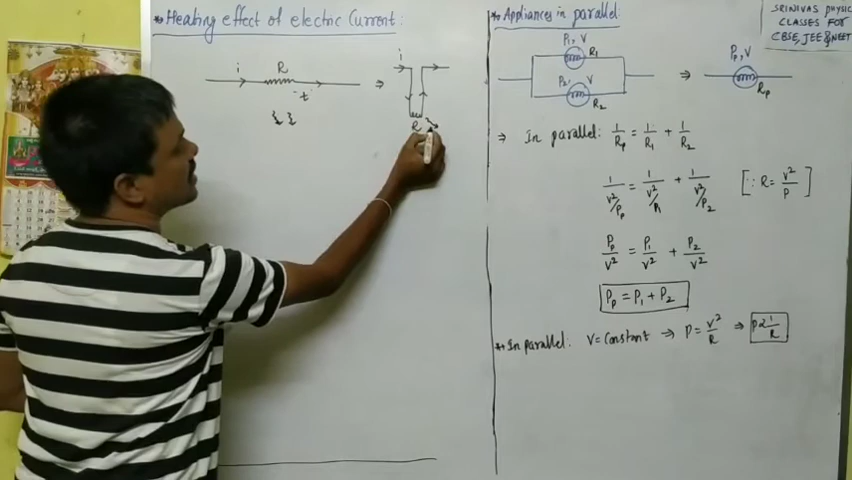 ** Heating effect of electric Current:
i R
t
i
R
** Appliances in parallel:
P₁, V
R₁
P₂, V
R₂
⇒
Pₚ, V
Rₚ
SRINIVAS PHYSICS
CLASSES FOR
CBSE, JEE & NEET
⇒ In parallel: 1/Rₚ = 1/R₁ + 1/R₂
1/(V²/Pₚ) = 1/(V²/P₁) + 1/(V²/P₂) [∵ R = V²/P]
Pₚ/V² = P₁/V² + P₂/V²
Pₚ = P₁ + P₂
** In parallel: V = Constant → P = V²/R ⇒ P ∝ 1/R